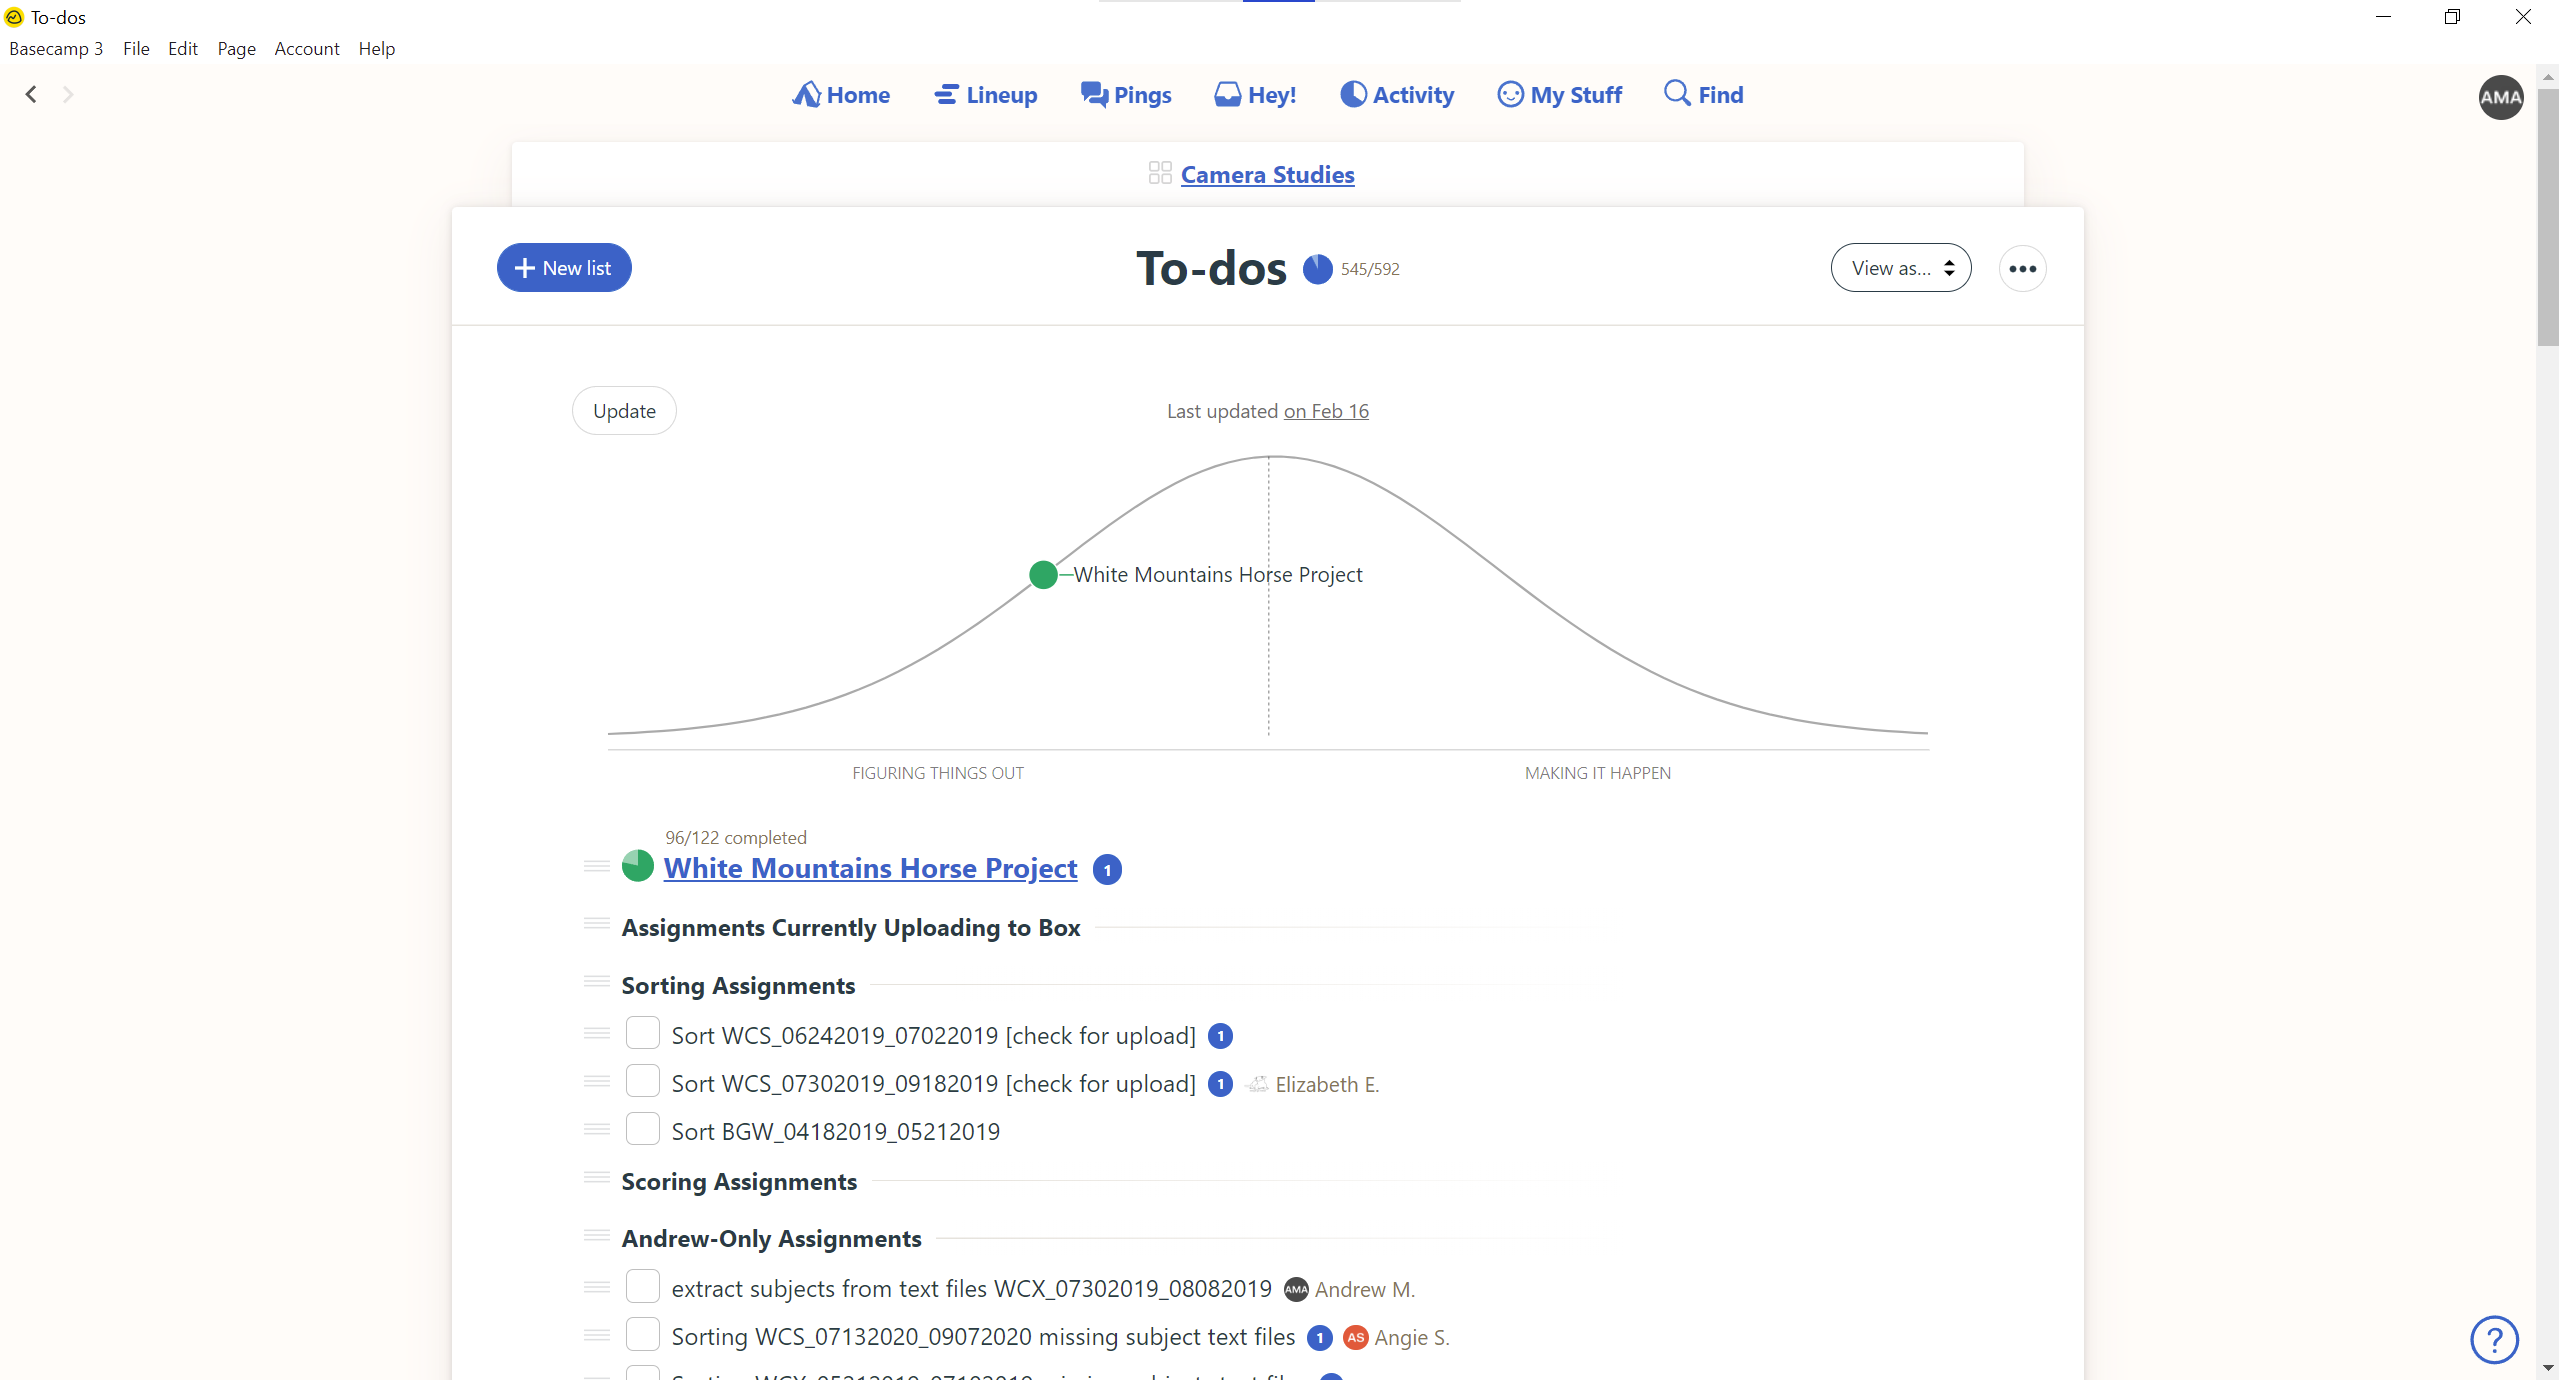 To-dos
Basecamp 3 File Edit Page Account Help
Home Lineup Pings Hey! Activity My Stuff Find
AMA
Camera Studies
New list
To-dos 545/592
View as...
Update
Last updated on Feb 16
White Mountains Horse Project
FIGURING THINGS OUT
MAKING IT HAPPEN
96/122 completed
White Mountains Horse Project 1
Assignments Currently Uploading to Box
Sorting Assignments
Sort WCS_06242019_07022019 [check for upload] 1
Sort WCS_07302019_09182019 [check for upload] 1 Elizabeth E.
Sort BGW_04182019_05212019
Scoring Assignments
Andrew-Only Assignments
extract subjects from text files WCX_07302019_08082019 AMA Andrew M.
Sorting WCS_07132020_09072020 missing subject text files 1 AS Angie S.
?